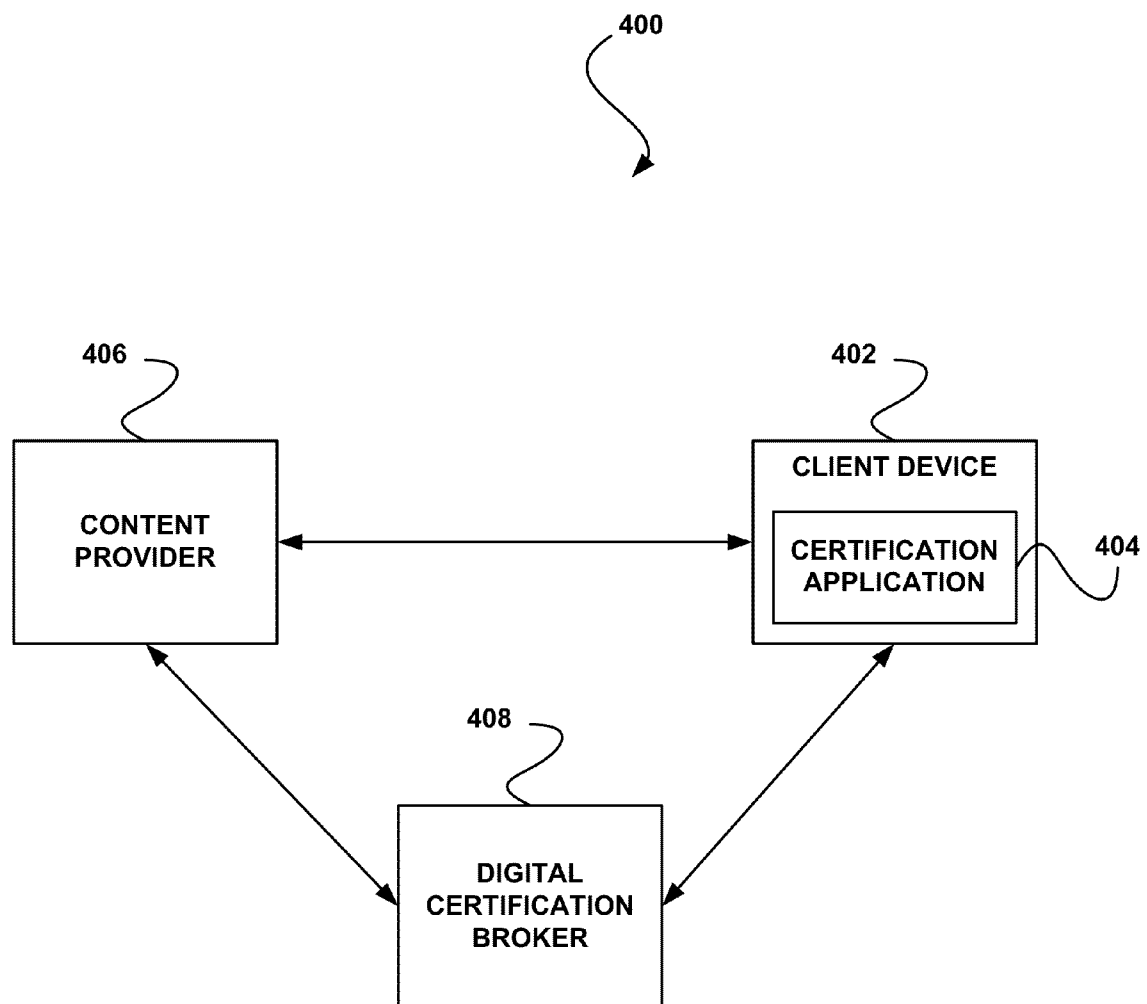 400
406
402
CLIENT DEVICE
CONTENT
PROVIDER
CERTIFICATION
APPLICATION
404
408
DIGITAL
CERTIFICATION
BROKER